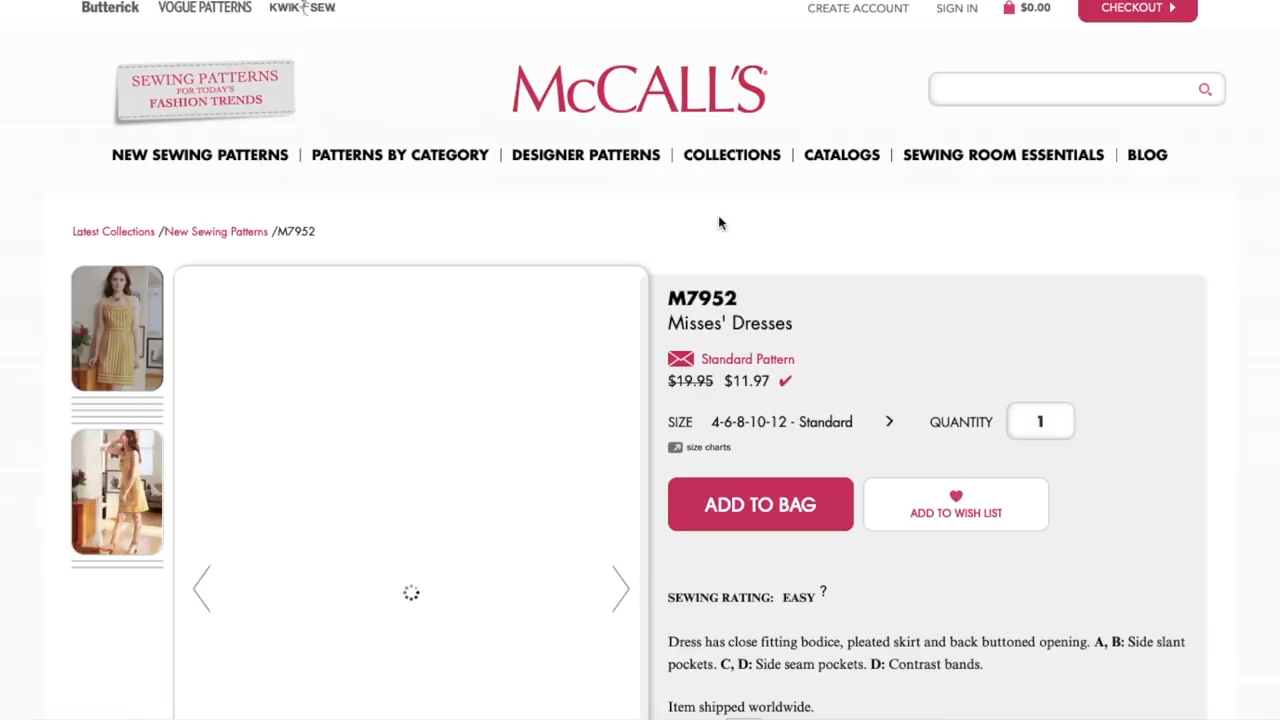 Butterick VOGUE PATTERNS KWIK SEW
CREATE ACCOUNT SIGN IN $0.00 CHECKOUT
SEWING PATTERNS
FOR TODAY'S
FASHION TRENDS
McCALL'S
NEW SEWING PATTERNS | PATTERNS BY CATEGORY | DESIGNER PATTERNS | COLLECTIONS | CATALOGS | SEWING ROOM ESSENTIALS | BLOG
Latest Collections /New Sewing Patterns /M7952
M7952
Misses' Dresses
Standard Pattern
$19.95 $11.97
SIZE 4-6-8-10-12 - Standard QUANTITY 1
size charts
ADD TO BAG
ADD TO WISH LIST
SEWING RATING: EASY ?
Dress has close fitting bodice, pleated skirt and back buttoned opening. A, B: Side slant
pockets. C, D: Side seam pockets. D: Contrast bands.
Item shipped worldwide.